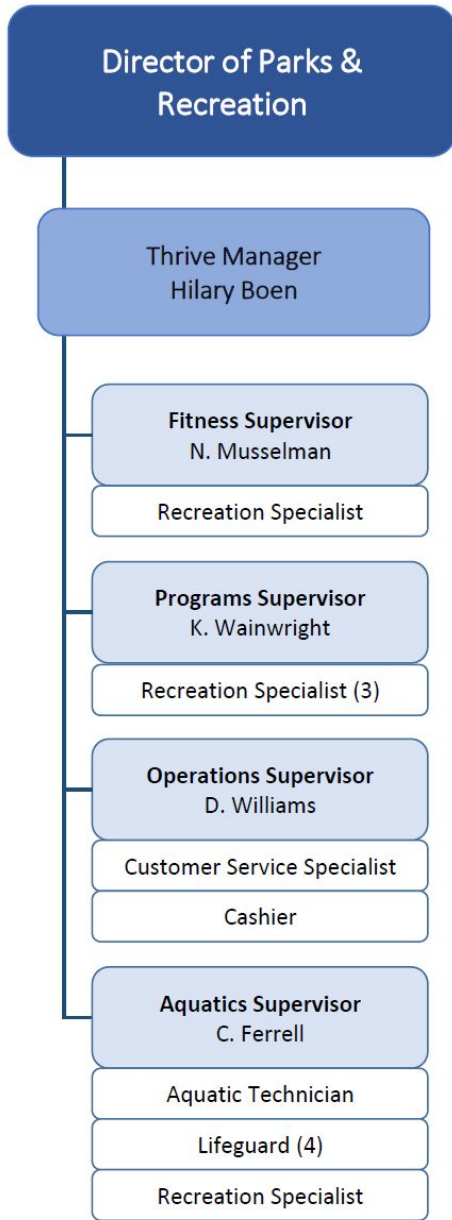 Director of Parks &
Recreation
Thrive Manager
Hilary Boen
Fitness Supervisor
N. Musselman
Recreation Specialist
Programs Supervisor
K. Wainwright
Recreation Specialist (3)
Operations Supervisor
D. Williams
Customer Service Specialist
Cashier
Aquatics Supervisor
C. Ferrell
Aquatic Technician
Lifeguard (4)
Recreation Specialist